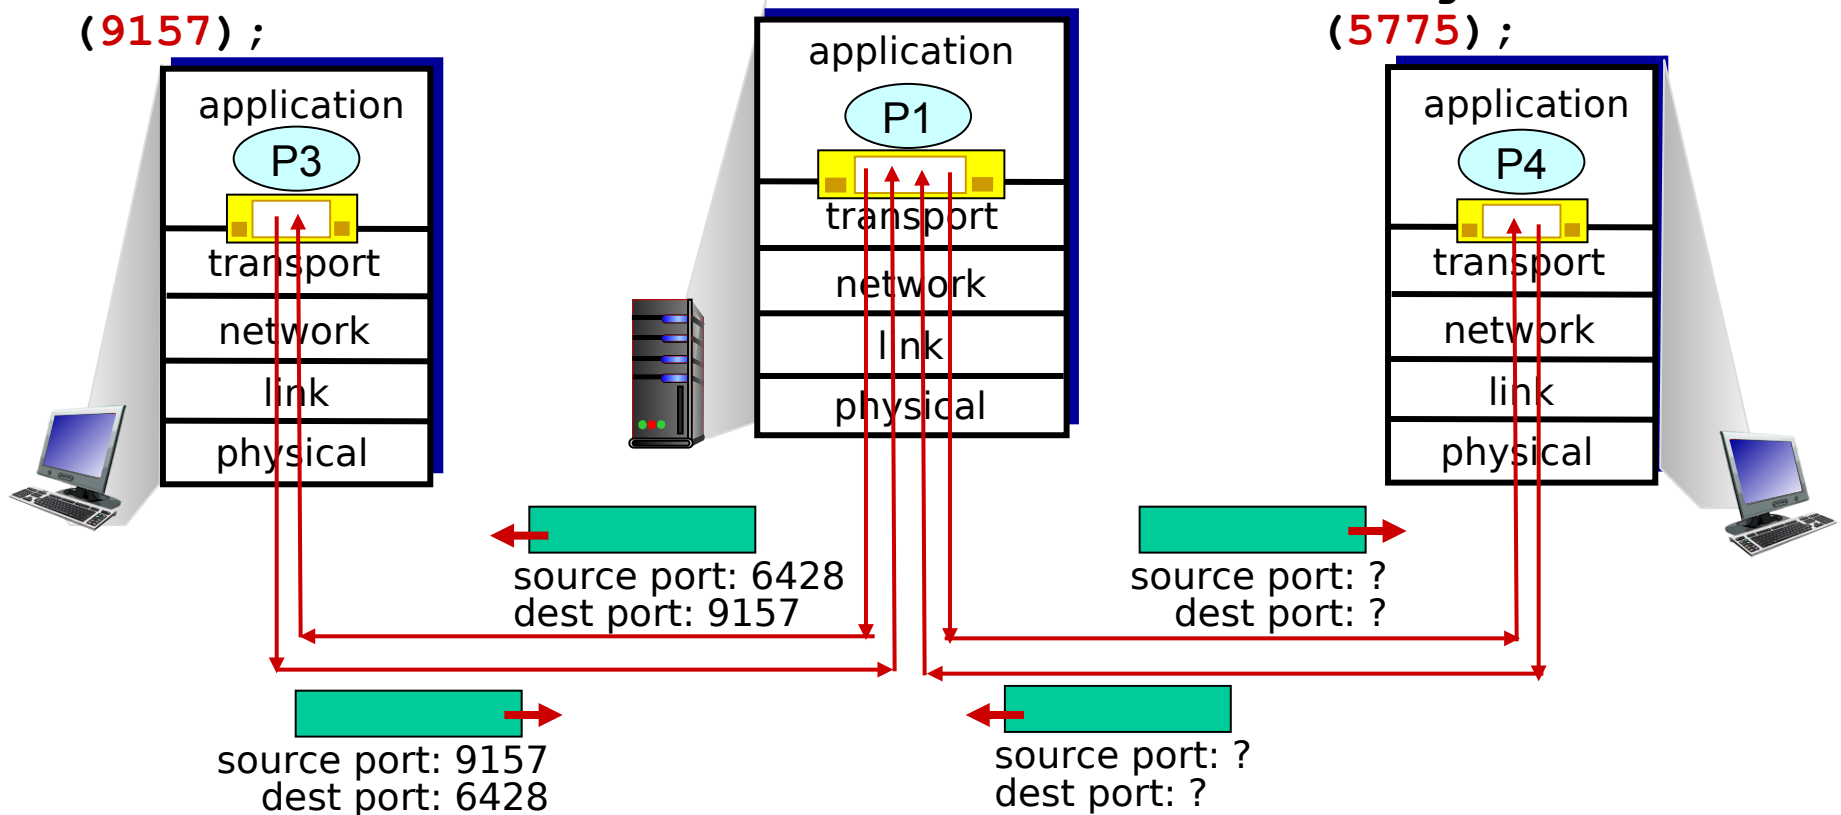 (9157);
(5775);
application
P3
transport
network
link
physical
application
P1
transport
network
link
physical
application
P4
transport
network
link
physical
source port: 6428
dest port: 9157
source port: ?
dest port: ?
source port: 9157
dest port: 6428
source port: ?
dest port: ?